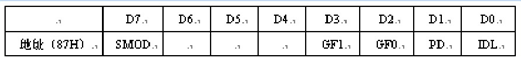 D7 D6 D5 D4 D3 D2 D1 D0
地址（87H） SMOD GF1 GF0 PD IDL